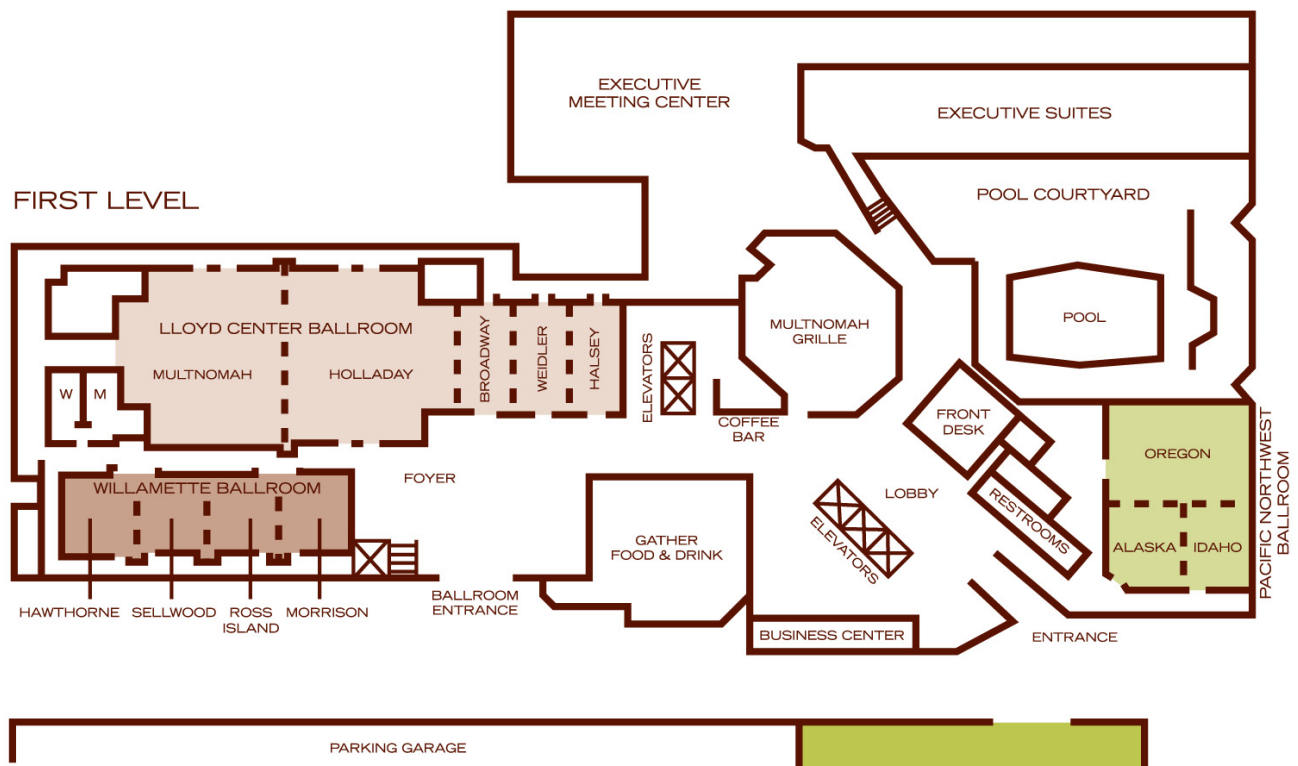 EXECUTIVE
MEETING CENTER
EXECUTIVE SUITES
FIRST LEVEL
POOL COURTYARD
LLOYD CENTER BALLROOM
MULTNOMAH
HOLLADAY
BROADWAY
WEIDLER
HALSEY
ELEVATORS
MULTNOMAH
GRILLE
POOL
W
M
COFFEE
BAR
FRONT
DESK
OREGON
ALASKA
IDAHO
PACIFIC NORTHWEST
BALLROOM
WILLAMETTE BALLROOM
FOYER
LOBBY
RESTROOMS
ELEVATORS
GATHER
FOOD & DRINK
HAWTHORNE
SELLWOOD
ROSS
ISLAND
MORRISON
BALLROOM
ENTRANCE
BUSINESS CENTER
ENTRANCE
PARKING GARAGE